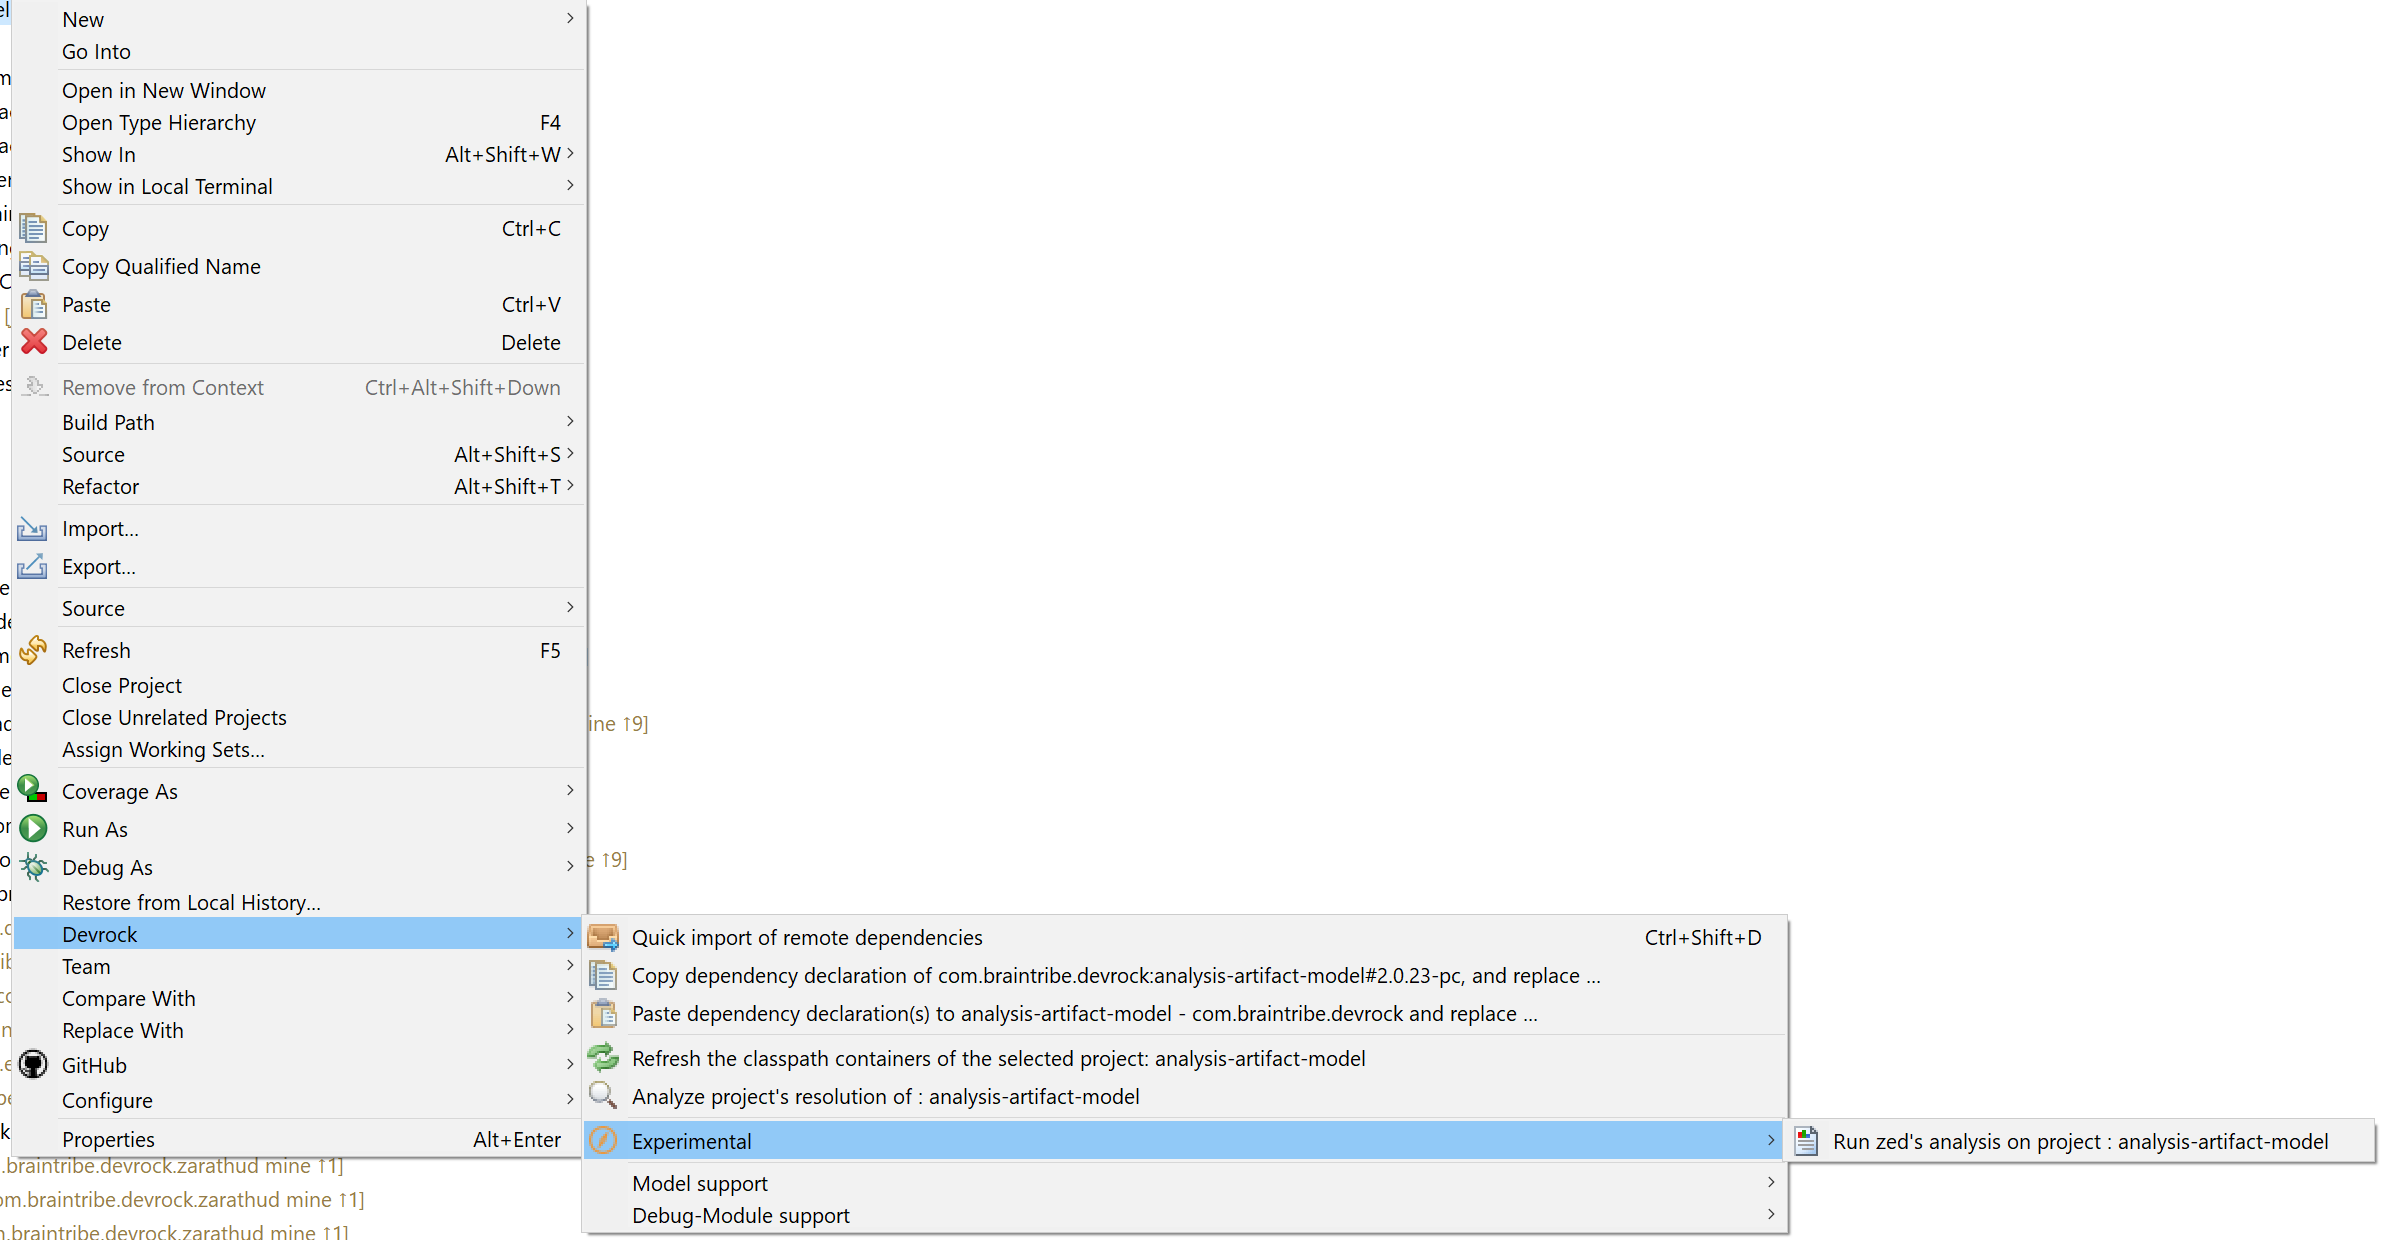 New
Go Into
Open in New Window
Open Type Hierarchy F4
Show In Alt+Shift+W
Show in Local Terminal
Copy Ctrl+C
Copy Qualified Name
Paste Ctrl+V
Delete Delete
Remove from Context Ctrl+Alt+Shift+Down
Build Path
Source Alt+Shift+S
Refactor Alt+Shift+T
Import...
Export...
Source
Refresh F5
Close Project
Close Unrelated Projects
Assign Working Sets...
Coverage As
Run As
Debug As
Restore from Local History...
Devrock
Team
Compare With
Replace With
GitHub
Configure
Properties Alt+Enter
ine ↑9]
e ↑9]
.braintribe.devrock.zarathud mine ↑1]
om.braintribe.devrock.zarathud mine ↑1]
.braintribe.devrock.zarathud mine ↑1]
Quick import of remote dependencies Ctrl+Shift+D
Copy dependency declaration of com.braintribe.devrock:analysis-artifact-model#2.0.23-pc, and replace ...
Paste dependency declaration(s) to analysis-artifact-model - com.braintribe.devrock and replace ...
Refresh the classpath containers of the selected project: analysis-artifact-model
Analyze project's resolution of : analysis-artifact-model
Experimental
Model support
Debug-Module support
Run zed's analysis on project : analysis-artifact-model